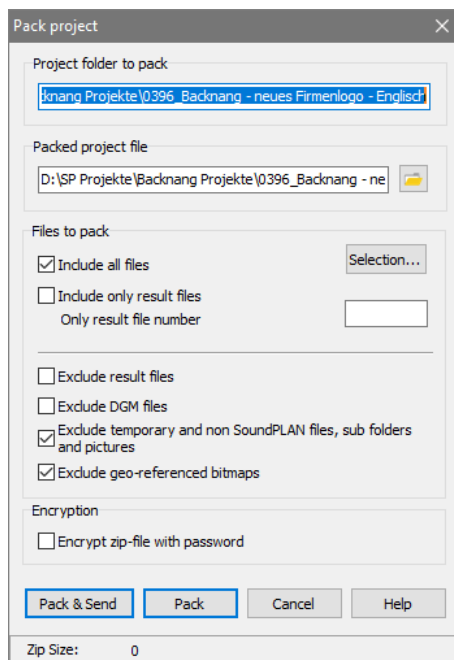 Pack project
Project folder to pack
knang Projekte\0396_Backnang - neues Firmenlogo - Englisch
Packed project file
D:\SP Projekte\Backnang Projekte\0396_Backnang - ne
Files to pack
Include all files
Selection...
Include only result files
Only result file number
Exclude result files
Exclude DGM files
Exclude temporary and non SoundPLAN files, sub folders
and pictures
Exclude geo-referenced bitmaps
Encryption
Encrypt zip-file with password
Pack & Send Pack Cancel Help
Zip Size: 0